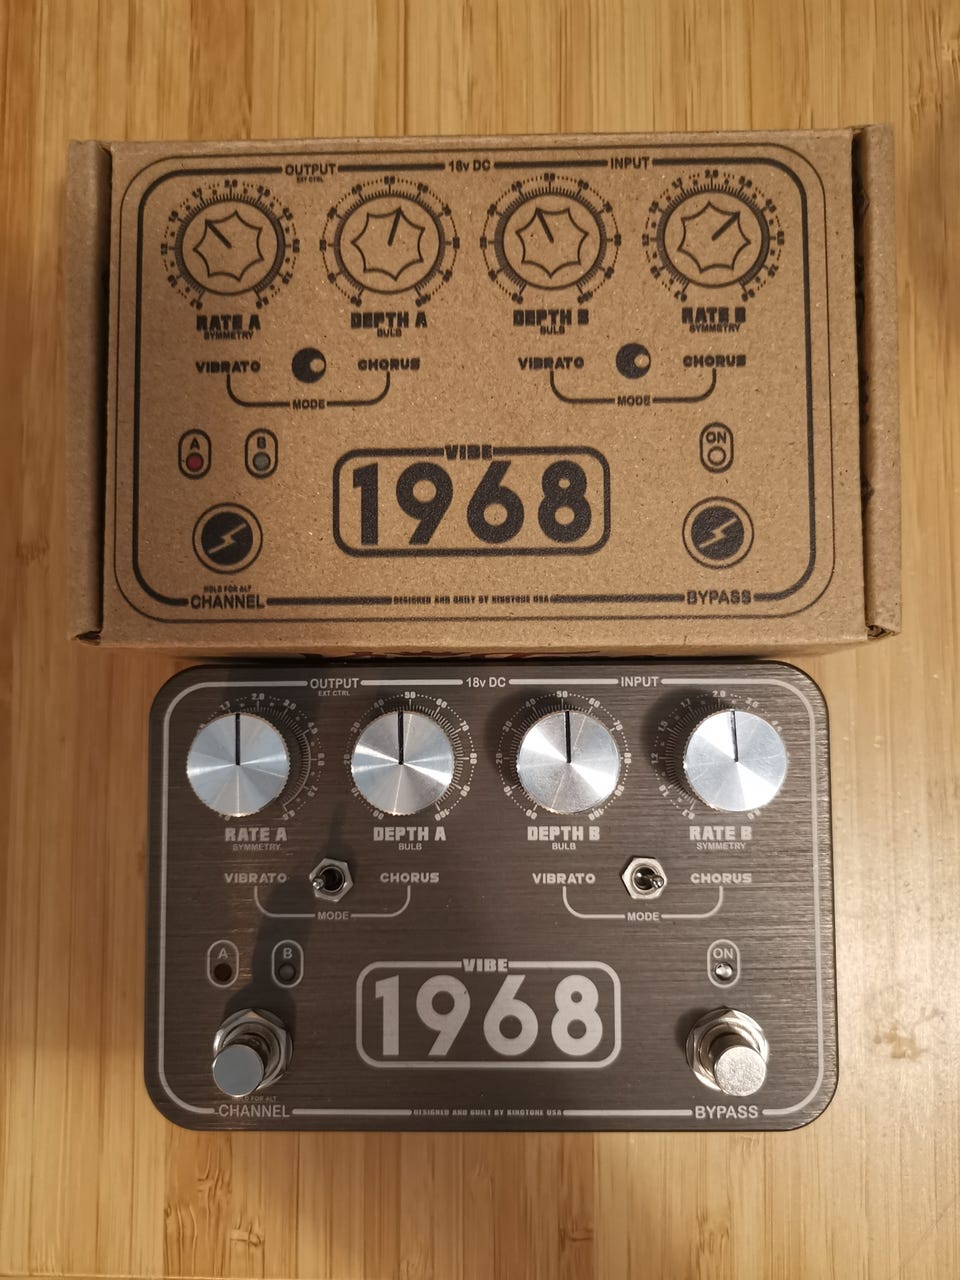 OUTPUT 18v DC INPUT
EXT CTRL
RATE A DEPTH A DEPTH B RATE B
SYMMETRY BULB BULB SYMMETRY
VIBRATO CHORUS VIBRATO CHORUS
MODE MODE
A B ON
VIBE
1968
HOLD FOR ALT
CHANNEL DESIGNED AND BUILT BY KINGTONE USA BYPASS
OUTPUT 18v DC INPUT
EXT CTRL
RATE A DEPTH A DEPTH B RATE B
SYMMETRY BULB BULB SYMMETRY
VIBRATO CHORUS VIBRATO CHORUS
MODE MODE
A B ON
VIBE
1968
HOLD FOR ALT
CHANNEL DESIGNED AND BUILT BY KINGTONE USA BYPASS